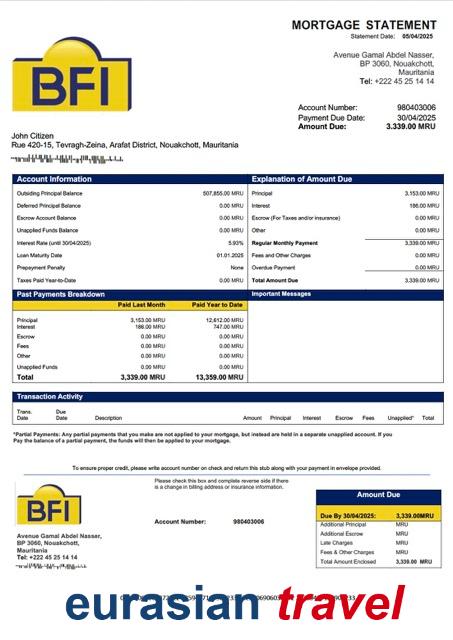 MORTGAGE STATEMENT
Statement Date: 05/04/2025
BFI
Avenue Gamal Abdel Nasser,
BP 3060, Nouakchott,
Mauritania
Tel: +222 45 25 14 14
Account Number: 980403006
Payment Due Date: 30/04/2025
Amount Due: 3.339.00 MRU
John Citizen
Rue 420-15, Tevragh-Zeina, Arafat District, Nouakchott, Mauritania
Account Information
Outsiding Principal Balance 507,855.00 MRU
Deferred Principal Balance 0.00 MRU
Escrow Account Balance 0.00 MRU
Unapplied Funds Balance 0.00 MRU
Interest Rate (until 30/04/2025) 5.93%
Loan Maturity Date 01.01.2025
Prepayment Penalty None
Taxes Paid Year-to-Date 0.00 MRU
Explanation of Amount Due
Principal 3,153.00 MRU
Interest 186.00 MRU
Escrow (For Taxes and/or insurance) 0.00 MRU
Other 0.00 MRU
Regular Monthly Payment 3,339.00 MRU
Fees and Other Charges 0.00 MRU
Overdue Payment 0.00 MRU
Total Amount Due 3,339.00 MRU
Past Payments Breakdown
Paid Last Month Paid Year to Date
Principal 3,153.00 MRU 12,612.00 MRU
Interest 186.00 MRU 747.00 MRU
Escrow 0.00 MRU 0.00 MRU
Fees 0.00 MRU 0.00 MRU
Other 0.00 MRU 0.00 MRU
Unapplied Funds 0.00 MRU 0.00 MRU
Total 3,339.00 MRU 13,359.00 MRU
Important Messages
Transaction Activity
Trans. Date Due Date Description Amount Principal Interest Escrow Fees Unapplied* Total
*Partial Payments: Any partial payments that you make are not applied to your mortgage, but instead are held in a separate unapplied account. If you
Pay the balance of a partial payment, the funds will then be applied to your mortgage.
To ensure proper credit, please write account number on check and return this stub along with your payment in envelope provided.
BFI
Avenue Gamal Abdel Nasser,
BP 3060, Nouakchott,
Mauritania
Tel: +222 45 25 14 14
Please check this box and complete reverse side if there
is a change in billing address or insurance information.
Account Number: 980403006
Amount Due
Due By 30/04/2025: 3,339.00MRU
Additional Principal MRU
Additional Escrow MRU
Late Charges MRU
Fees & Other Charges MRU
Total Amount Enclosed 3,339.00 MRU
eurasian travel